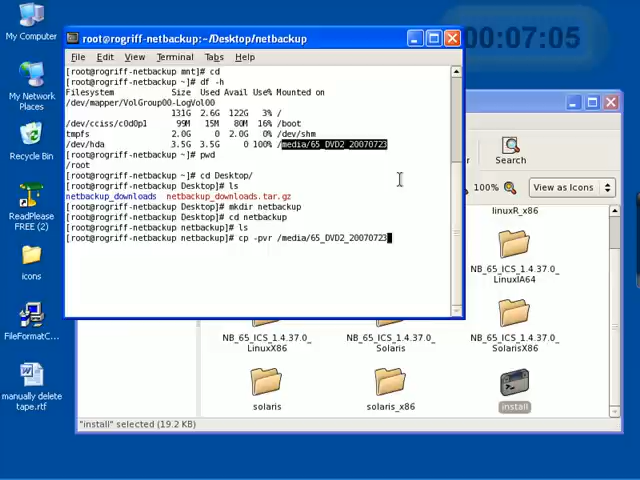 My Computer
My Network
Places
Recycle Bin
ReadPlease
FREE (2)
icons
FileFormatC...
manually delete
tape.rtf
00:07:05
root@rogriff-netbackup:~/Desktop/netbackup
File Edit View Terminal Tabs Help
[root@rogriff-netbackup mnt]# cd
[root@rogriff-netbackup ~]# df -h
Filesystem Size Used Avail Use% Mounted on
/dev/mapper/VolGroup00-LogVol00
131G 2.6G 122G 3% /
/dev/cciss/c0d0p1 99M 15M 80M 16% /boot
tmpfs 2.0G 0 2.0G 0% /dev/shm
/dev/hda 3.5G 3.5G 0 100% /media/65_DVD2_20070723
[root@rogriff-netbackup ~]# pwd
/root
[root@rogriff-netbackup ~]# cd Desktop/
[root@rogriff-netbackup Desktop]# ls
netbackup_downloads netbackup_downloads.tar.gz
[root@rogriff-netbackup Desktop]# mkdir netbackup
[root@rogriff-netbackup Desktop]# cd netbackup
[root@rogriff-netbackup netbackup]# ls
[root@rogriff-netbackup netbackup]# cp -pvr /media/65_DVD2_20070723
Search
100%
View as Icons
linuxR_x86
NB_65_ICS_1.4.37.0_
LinuxIA64
NB_65_ICS_1.4.37.0_
LinuxX86
NB_65_ICS_1.4.37.0_
Solaris
NB_65_ICS_1.4.37.0_
SolarisX86
solaris
solaris_x86
install
"install" selected (19.2 KB)